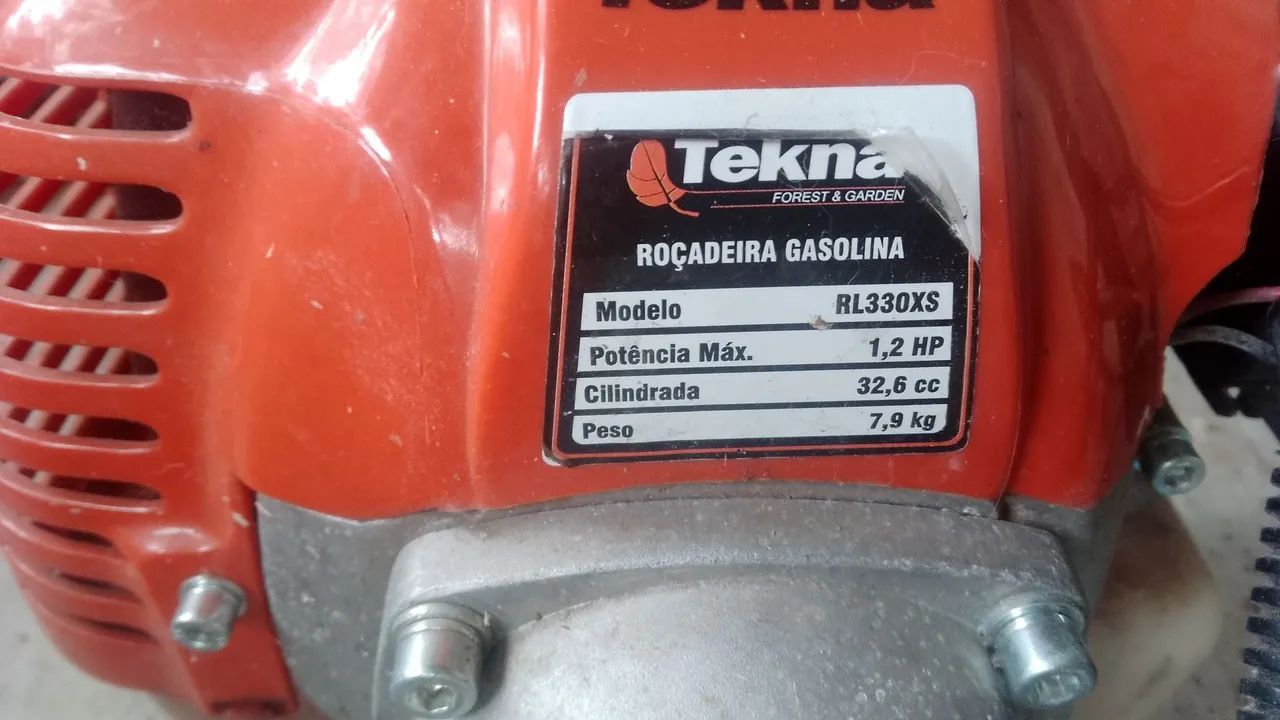 Tekna
Tekna
FOREST & GARDEN
ROÇADEIRA GASOLINA
Modelo RL330XS
Potência Máx. 1,2 HP
Cilindrada 32,6 cc
Peso 7,9 kg